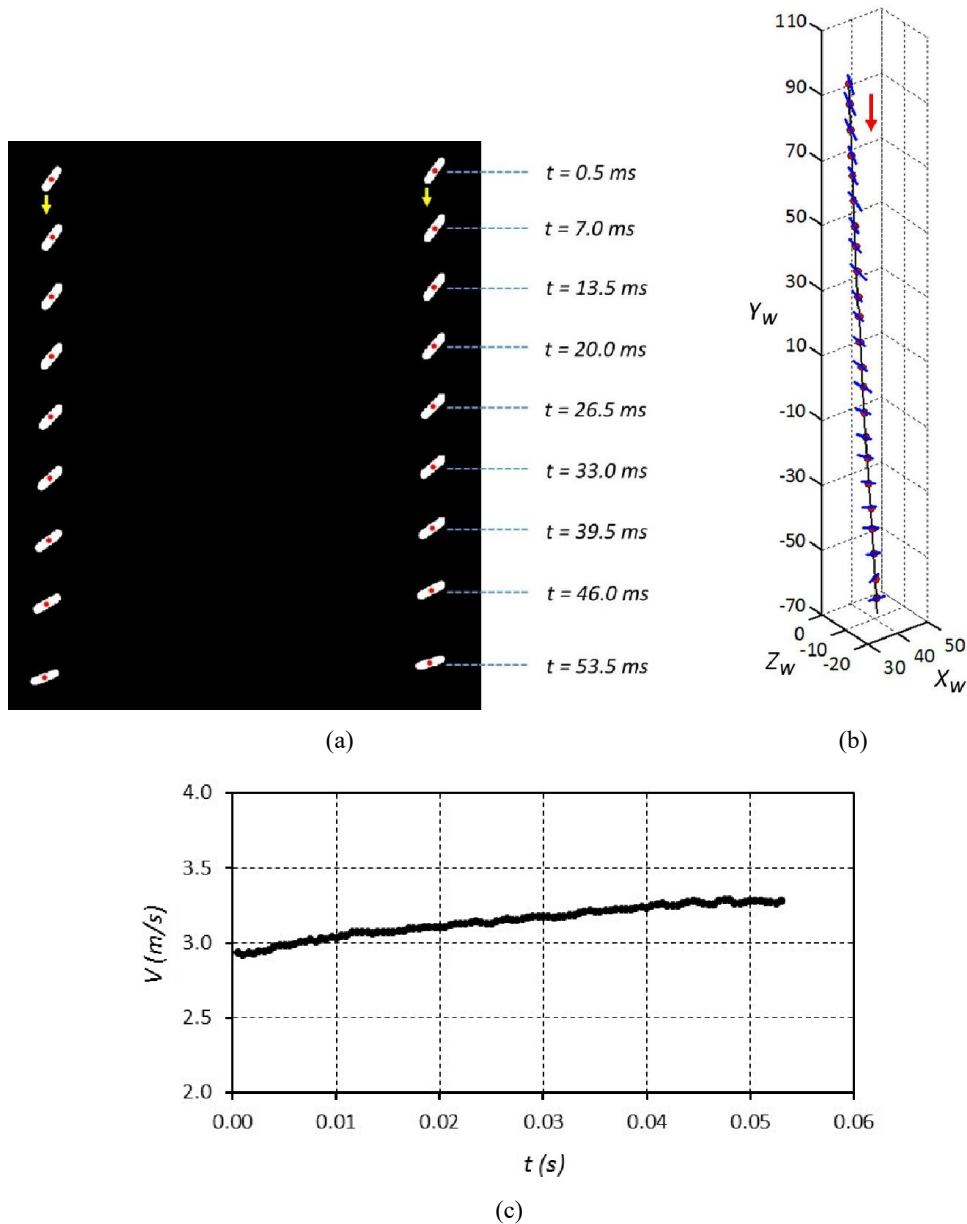 t = 0.5 ms
t = 7.0 ms
t = 13.5 ms
t = 20.0 ms
t = 26.5 ms
t = 33.0 ms
t = 39.5 ms
t = 46.0 ms
t = 53.5 ms
(a)
110
90
70
50
30
10
-10
-30
-50
-70
Y_W
0
-10
-20
Z_W
30
40
50
X_W
(b)
4.0
3.5
3.0
2.5
2.0
V (m/s)
0.00 0.01 0.02 0.03 0.04 0.05 0.06
t (s)
(c)